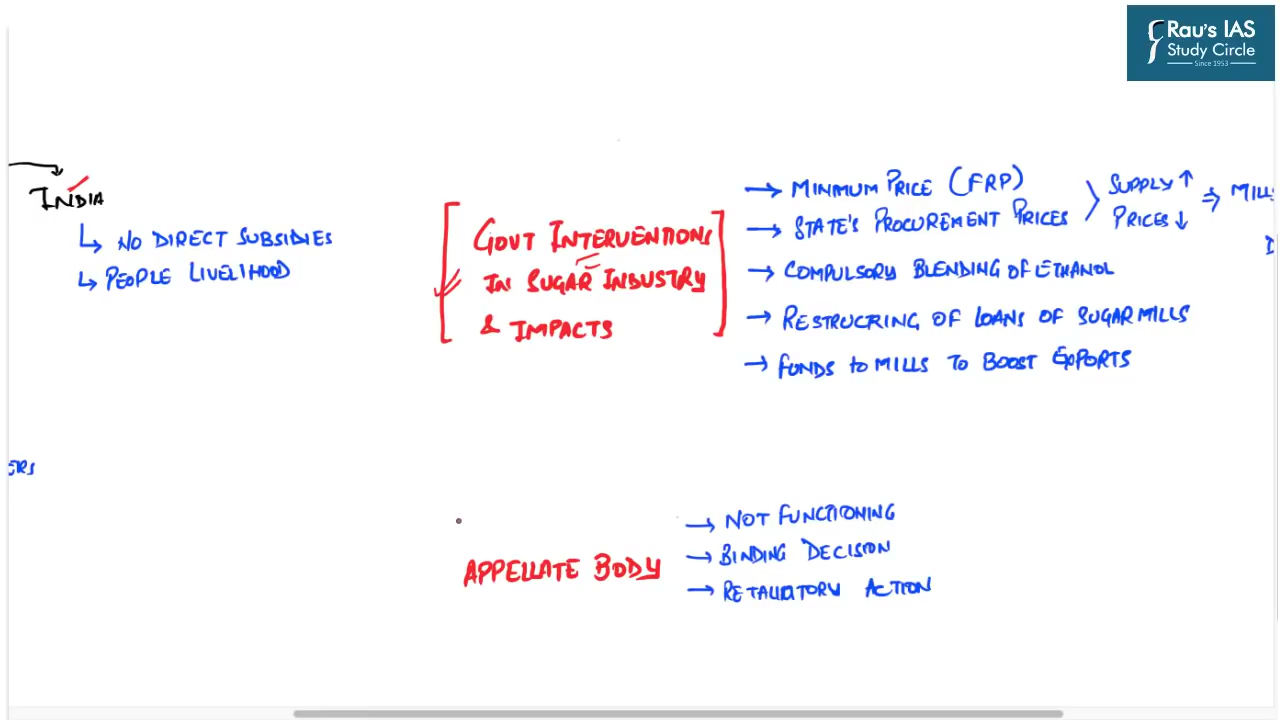 Rau's IAS
Study Circle
Since 1953
INDIA
NO DIRECT SUBSIDIES
PEOPLE LIVELIHOOD
GOVT INTERVENTIONS
IN SUGAR INDUSTRY
& IMPACTS
→ MINIMUM PRICE (FRP)
→ STATE'S PROCUREMENT PRICES
SUPPLY ↑
PRICES ↓
⇒ MILLS
→ COMPULSORY BLENDING OF ETHANOL
→ RESTRUCRING OF LOANS OF SUGAR MILLS
→ FUNDS TO MILLS TO BOOST EXPORTS
ERS
APPELLATE BODY
→ NOT FUNCTIONING
→ BINDING DECISION
→ RETALIATORY ACTION